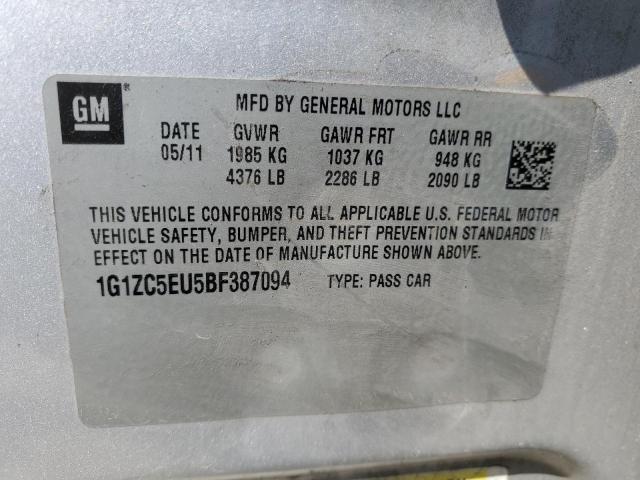 GM
MFD BY GENERAL MOTORS LLC
DATE GVWR GAWR FRT GAWR RR
05/11 1985 KG 1037 KG 948 KG
4376 LB 2286 LB 2090 LB
THIS VEHICLE CONFORMS TO ALL APPLICABLE U.S. FEDERAL MOTOR
VEHICLE SAFETY, BUMPER, AND THEFT PREVENTION STANDARDS IN
EFFECT ON THE DATE OF MANUFACTURE SHOWN ABOVE.
1G1ZC5EU5BF387094 TYPE: PASS CAR